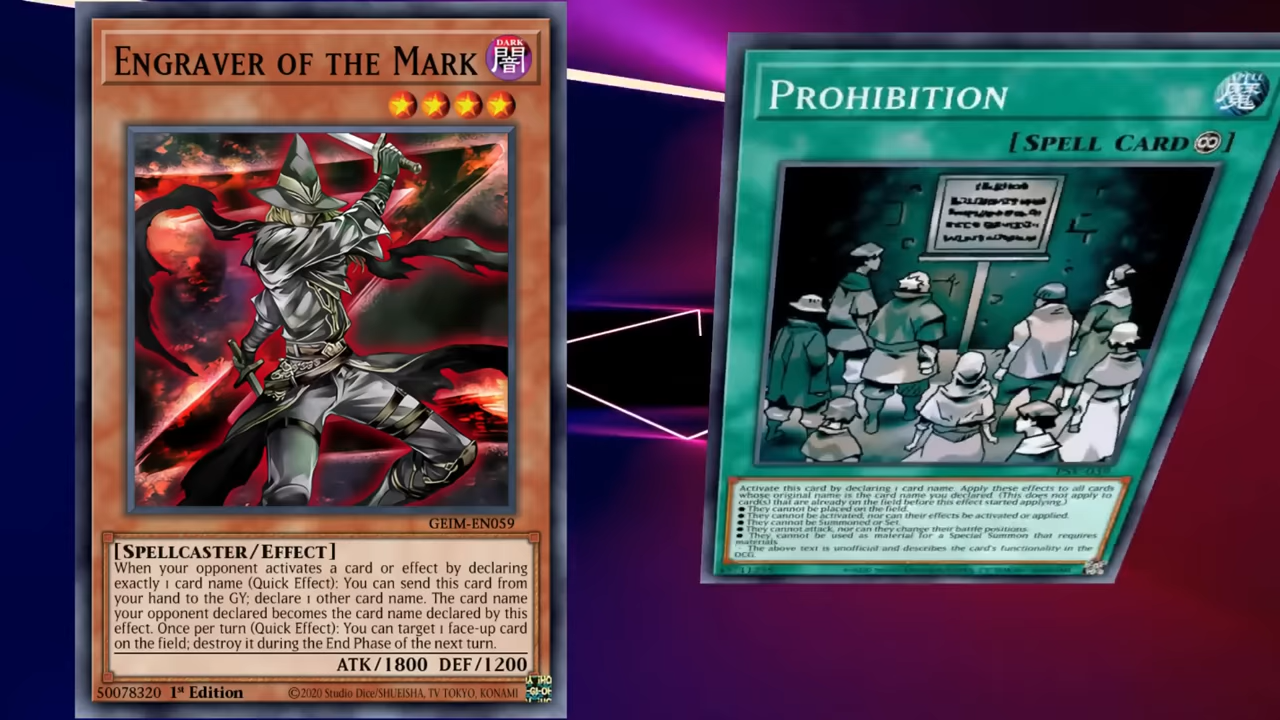 ENGRAVER OF THE MARK
DARK
闇
GEIM-EN059
[SPELLCASTER/EFFECT]
When your opponent activates a card or effect by declaring
exactly 1 card name (Quick Effect): You can send this card from
your hand to the GY; declare 1 other card name. The card name
your opponent declared becomes the card name declared by this
effect. Once per turn (Quick Effect): You can target 1 face-up card
on the field; destroy it during the End Phase of the next turn.
ATK/1800 DEF/1200
50078320 1st Edition
©2020 Studio Dice/SHUEISHA, TV TOKYO, KONAMI
PROHIBITION
魔
[SPELL CARD∞]
Activate this card by declaring 1 card name. Apply these effects to all cards
whose original name is the card name you declared. (This does not apply to
card(s) that are already on the field before this effect started applying.)
● They cannot be placed on the field.
● They cannot be activated, nor can their effects be activated or applied.
● They cannot be Summoned or Set.
● They cannot attack, nor can they change their battle positions.
● They cannot be used as material for a Special Summon that requires
materials.
The above text is unofficial and describes the card's functionality in the
OCG.